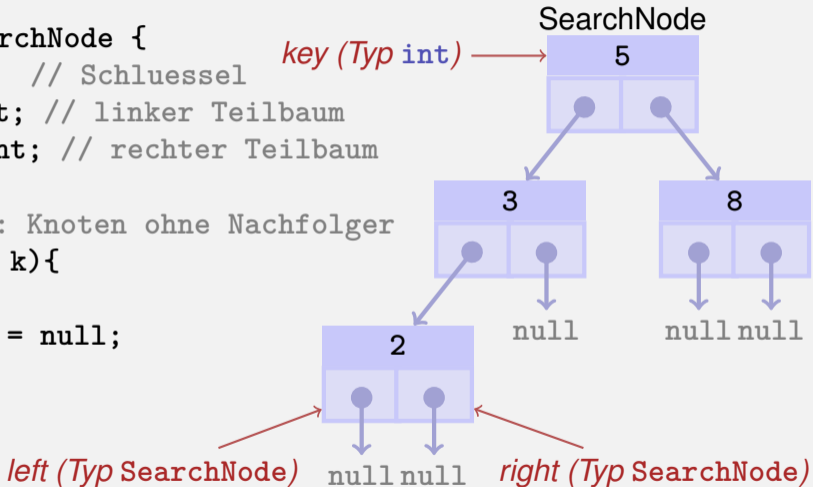 rchNode {
// Schluessel
t; // linker Teilbaum
nt; // rechter Teilbaum
: Knoten ohne Nachfolger
k){
= null;
SearchNode
key (Typ int)
5
3
8
null
null null
2
left (Typ SearchNode)
null null
right (Typ SearchNode)